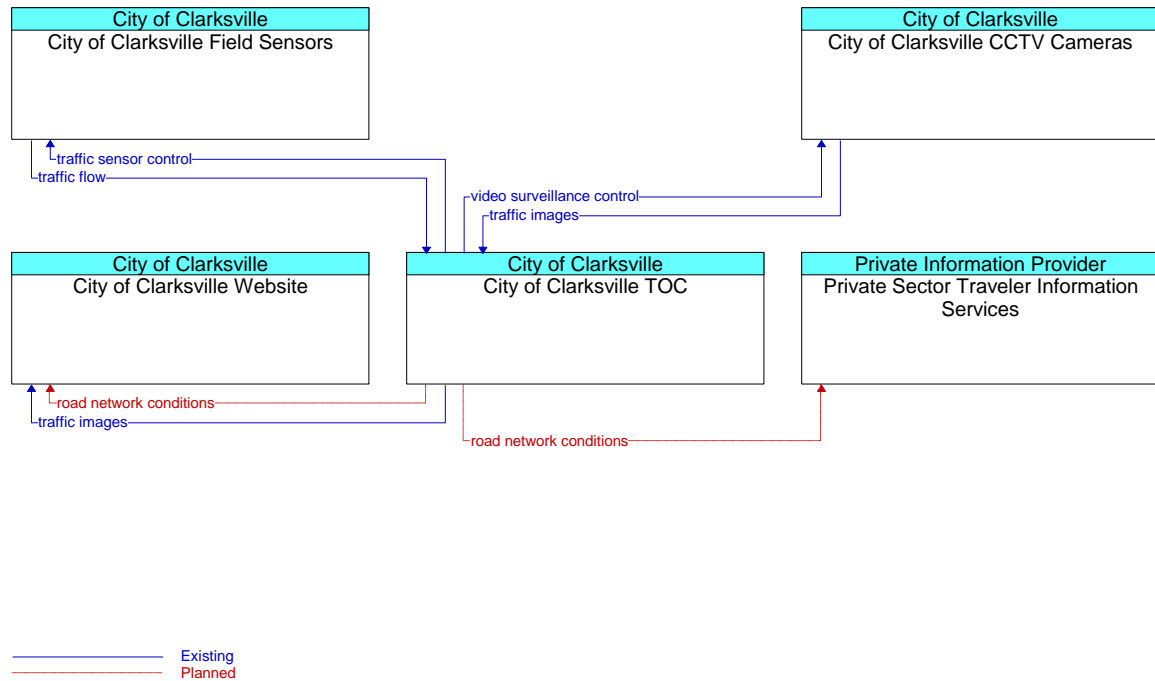 City of Clarksville
City of Clarksville Field Sensors
City of Clarksville
City of Clarksville CCTV Cameras
traffic sensor control
traffic flow
video surveillance control
traffic images
City of Clarksville
City of Clarksville Website
City of Clarksville
City of Clarksville TOC
Private Information Provider
Private Sector Traveler Information
Services
road network conditions
traffic images
road network conditions
Existing
Planned